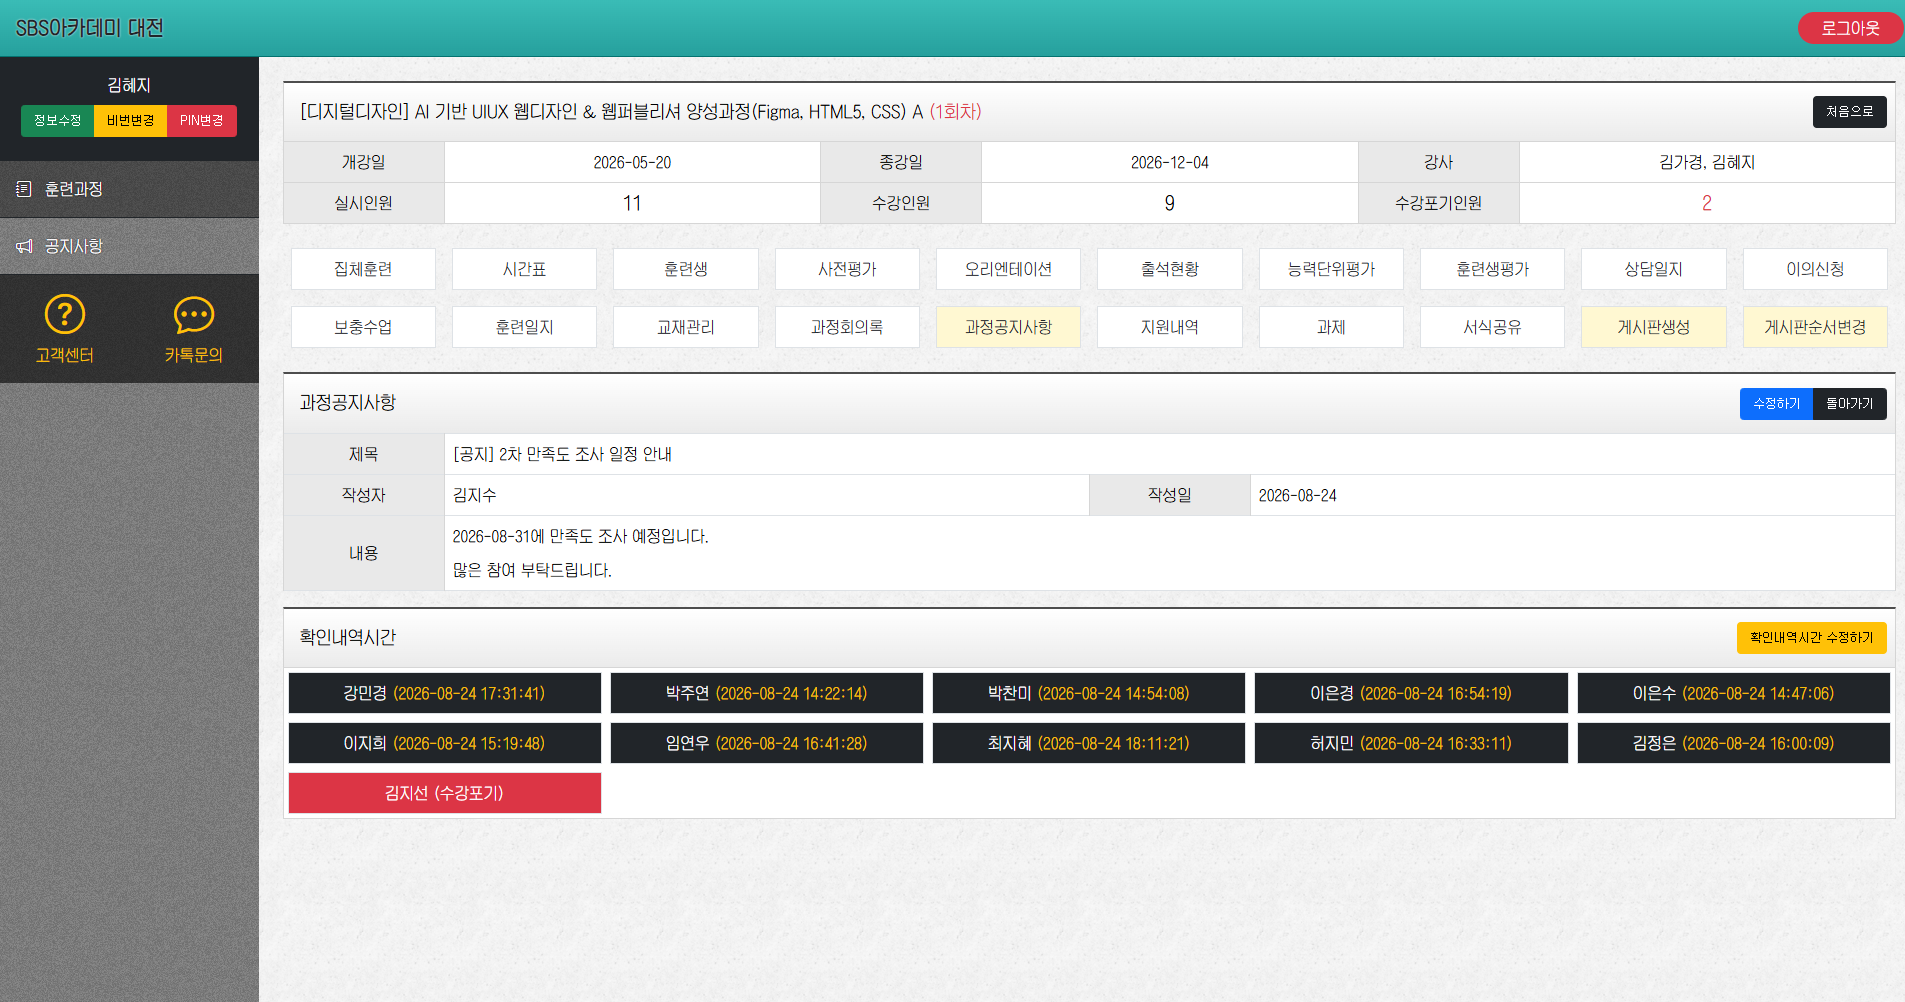 SBS아카데미 대전
로그아웃
김혜지
정보수정 비번변경 PIN변경
훈련과정
공지사항
고객센터 카톡문의
[디지털디자인] AI 기반 UIUX 웹디자인 & 웹퍼블리셔 양성과정(Figma, HTML5, CSS) A (1회차)
처음으로
개강일 2026-05-20 종강일 2026-12-04 강사 김가경, 김혜지
실시인원 11 수강인원 9 수강포기인원 2
집체훈련 시간표 훈련생 사전평가 오리엔테이션 출석현황 능력단위평가 훈련생평가 상담일지 이의신청
보충수업 훈련일지 교재관리 과정회의록 과정공지사항 지원내역 과제 서식공유 게시판생성 게시판순서변경
과정공지사항
수정하기 돌아가기
제목 [공지] 2차 만족도 조사 일정 안내
작성자 김지수 작성일 2026-08-24
내용
2026-08-31에 만족도 조사 예정입니다.
많은 참여 부탁드립니다.
확인내역시간
확인내역시간 수정하기
강민경 (2026-08-24 17:31:41) 박주연 (2026-08-24 14:22:14) 박찬미 (2026-08-24 14:54:08) 이은경 (2026-08-24 16:54:19) 이은수 (2026-08-24 14:47:06)
이지희 (2026-08-24 15:19:48) 임연우 (2026-08-24 16:41:28) 최지혜 (2026-08-24 18:11:21) 허지민 (2026-08-24 16:33:11) 김정은 (2026-08-24 16:00:09)
김지선 (수강포기)